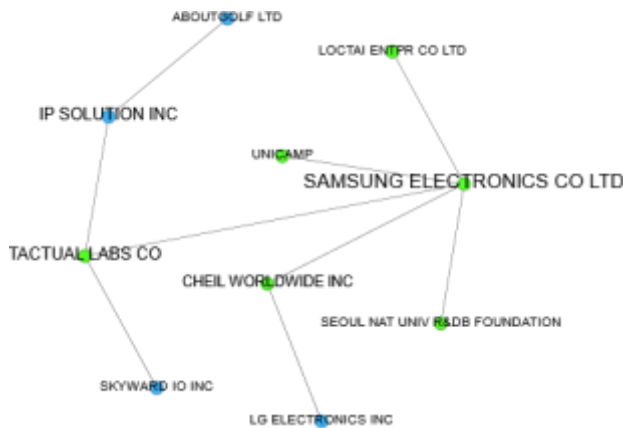 ABOUTGOLF LTD
LOCTAI ENTPR CO LTD
IP SOLUTION INC
UNICAMP
SAMSUNG ELECTRONICS CO LTD
TACTUAL LABS CO
CHEIL WORLDWIDE INC
SEOUL NAT UNIV R&DB FOUNDATION
SKYWARD IO INC
LG ELECTRONICS INC